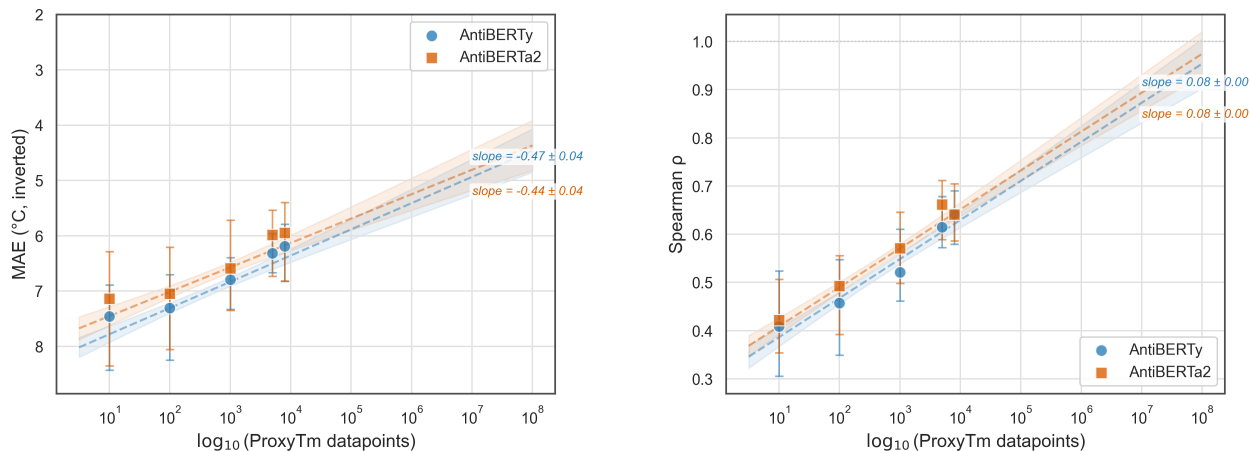 2
3
4
5
6
7
8
MAE (°C, inverted)
AntiBERTy
AntiBERTa2
slope = -0.47 ± 0.04
slope = -0.44 ± 0.04
10¹ 10² 10³ 10⁴ 10⁵ 10⁶ 10⁷ 10⁸
log₁₀ (ProxyTm datapoints)
1.0
0.9
0.8
0.7
0.6
0.5
0.4
0.3
Spearman ρ
slope = 0.08 ± 0.00
slope = 0.08 ± 0.00
AntiBERTy
AntiBERTa2
10¹ 10² 10³ 10⁴ 10⁵ 10⁶ 10⁷ 10⁸
log₁₀ (ProxyTm datapoints)